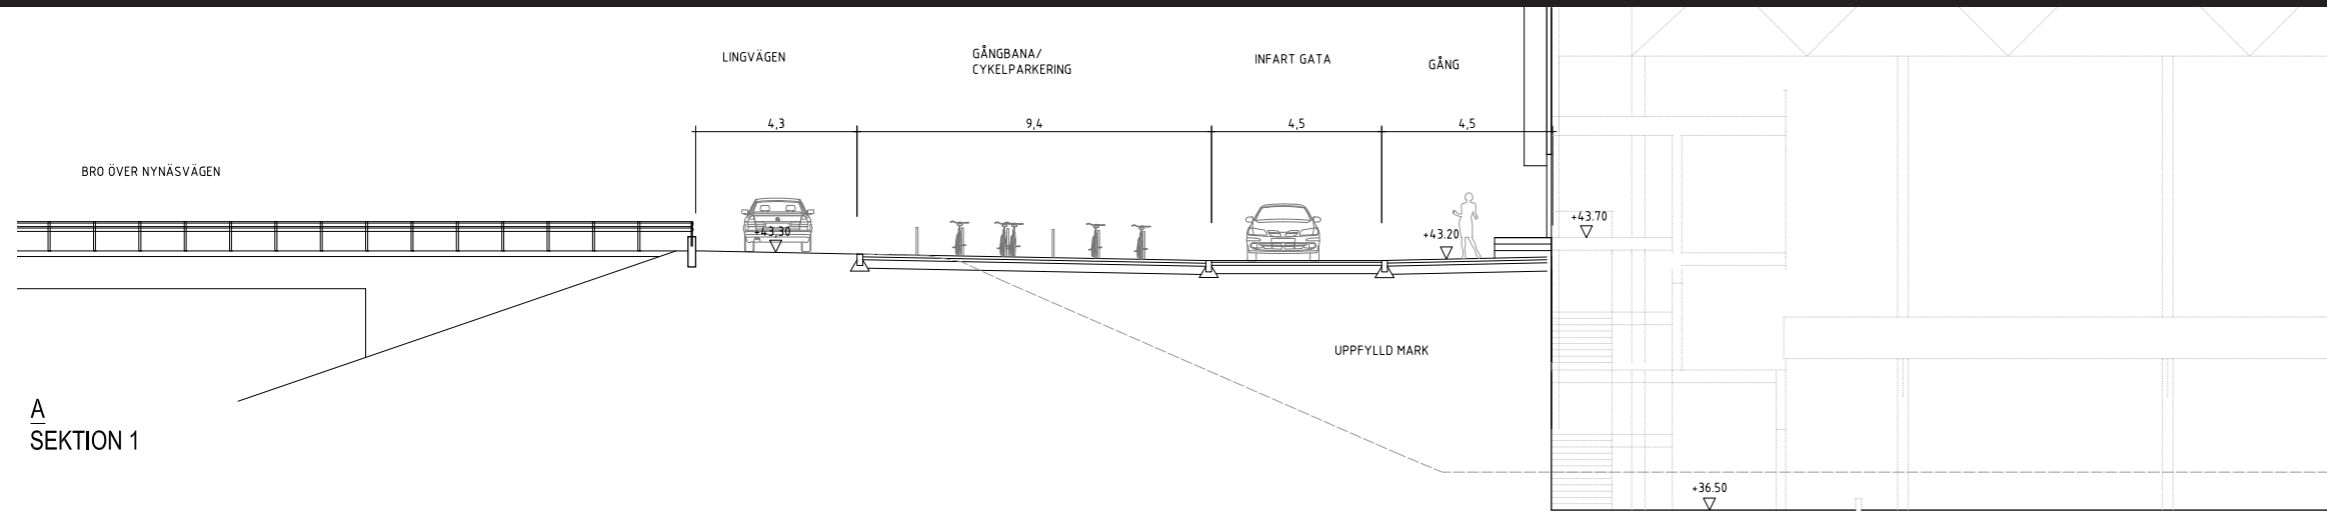 LINGVÄGEN
GÅNGBANA/
CYKELPARKERING
INFART GATA
GÅNG
4,3
9,4
4,5
4,5
BRO ÖVER NYNÄSVÄGEN
+43,30
+43.20
+43.70
UPPFYLLD MARK
A
SEKTION 1
+36.50